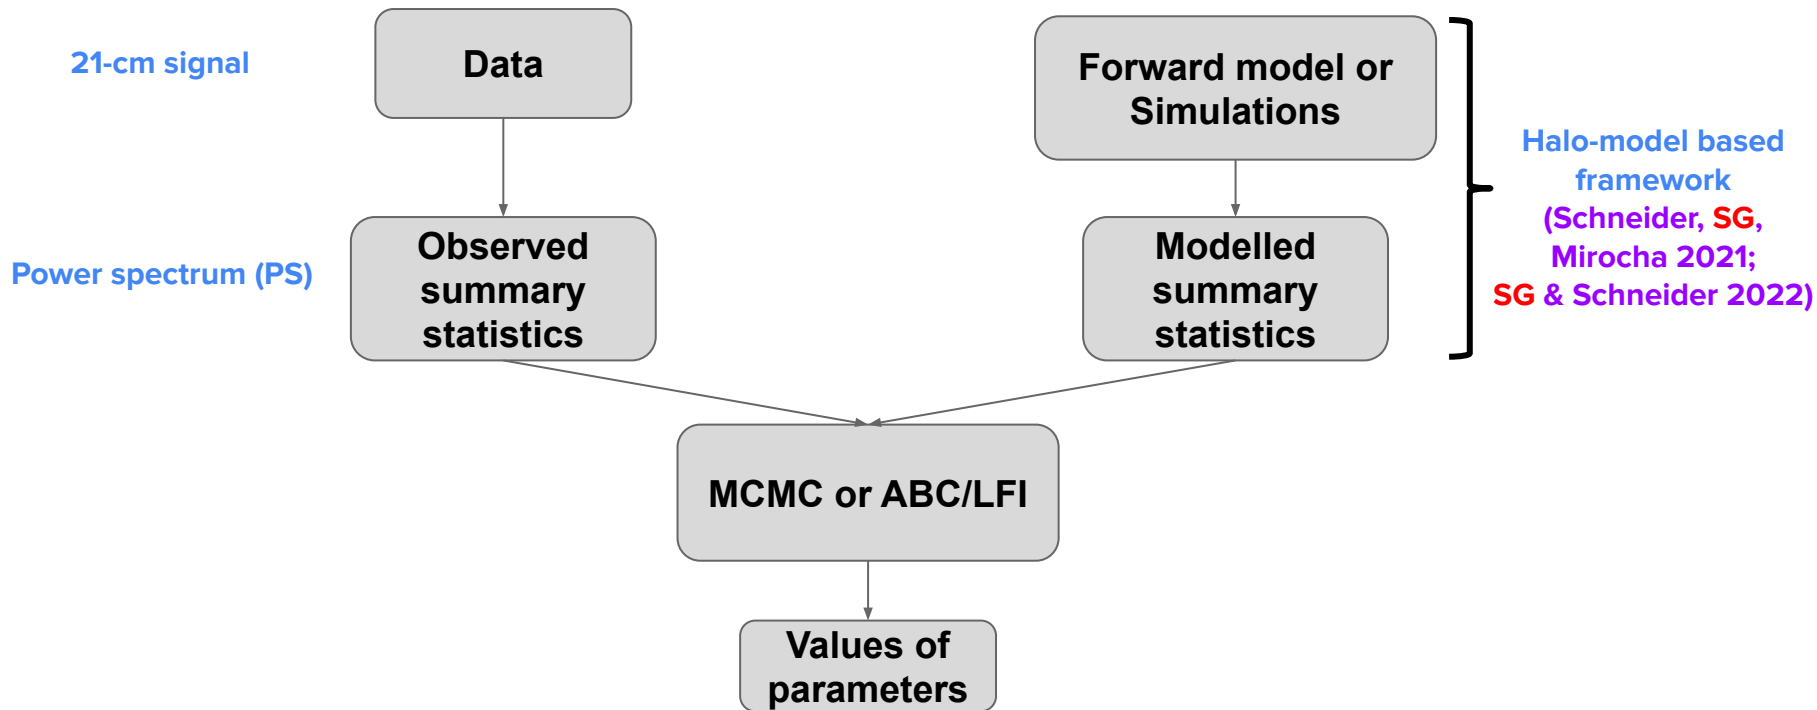 21-cm signal
Data
Forward model or
Simulations
Halo-model based
framework
(Schneider, SG,
Mirocha 2021;
SG & Schneider 2022)
Power spectrum (PS)
Observed
summary
statistics
Modelled
summary
statistics
MCMC or ABC/LFI
Values of
parameters